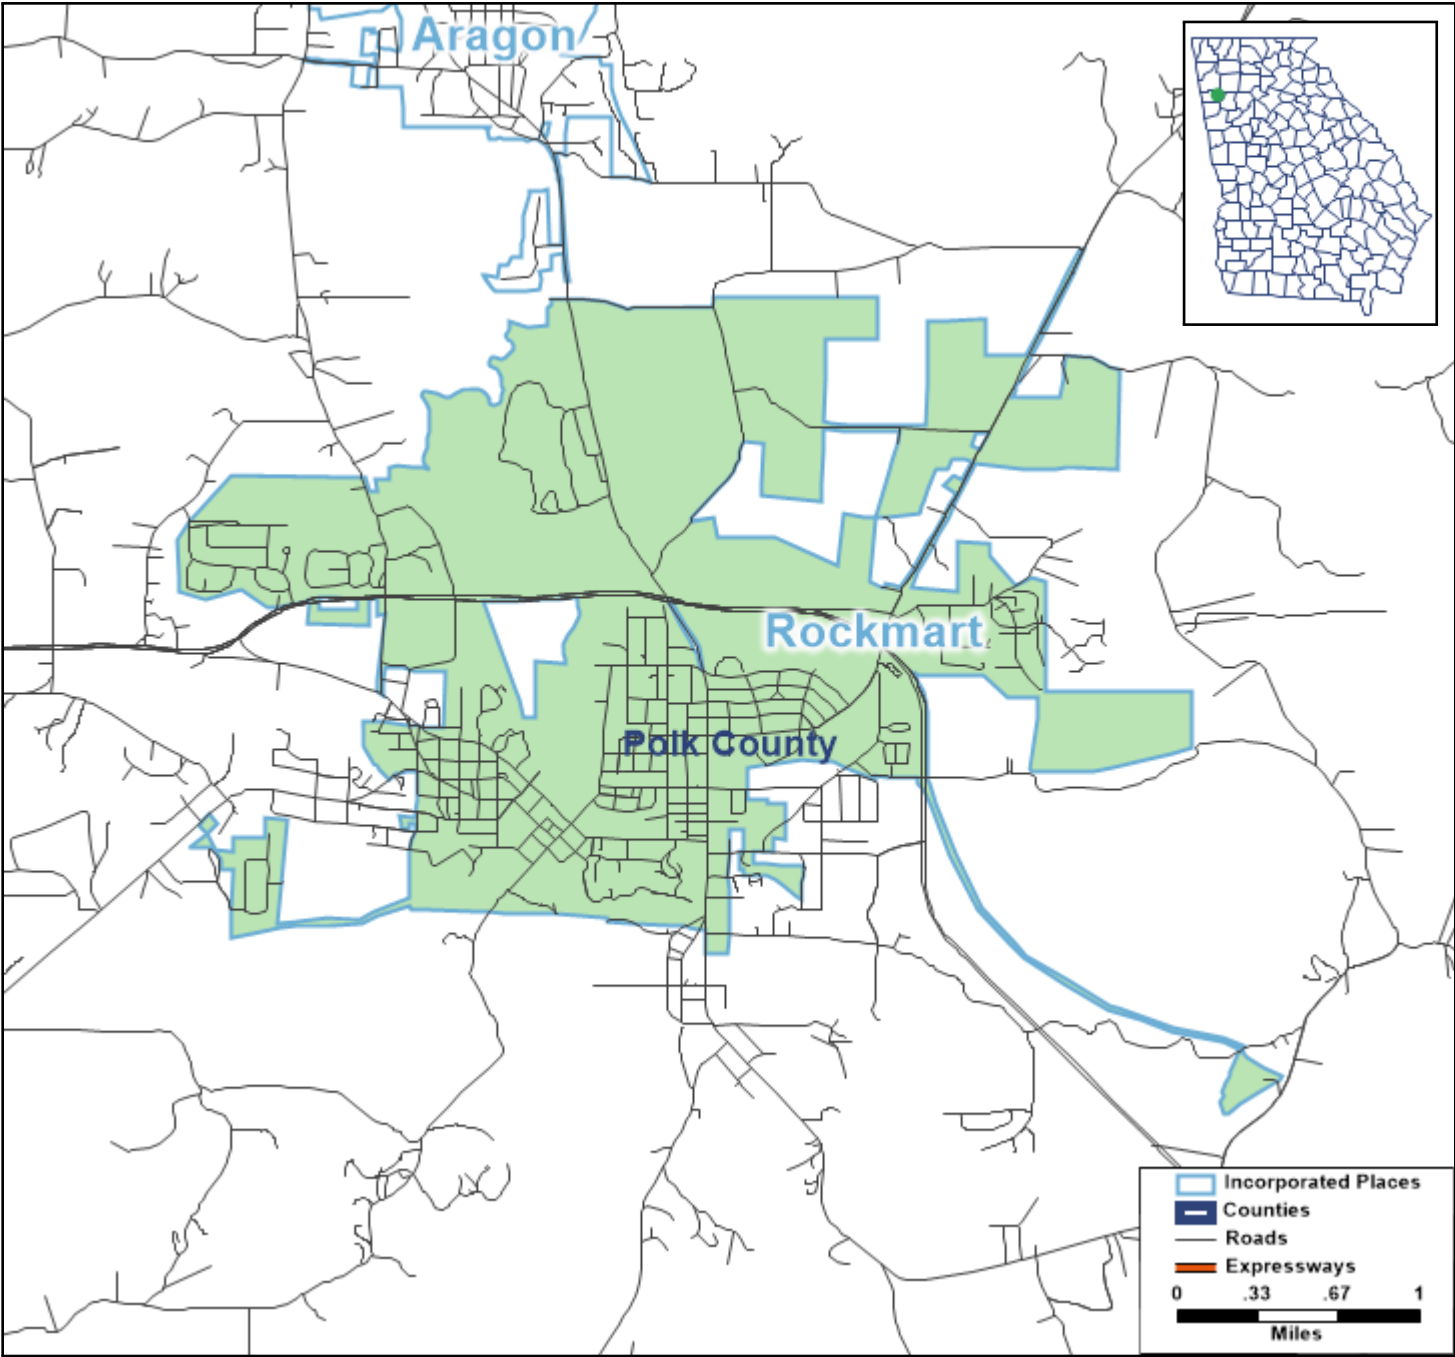 Aragon
Rockmart
Polk County
Incorporated Places
Counties
Roads
Expressways
0 .33 .67 1
Miles